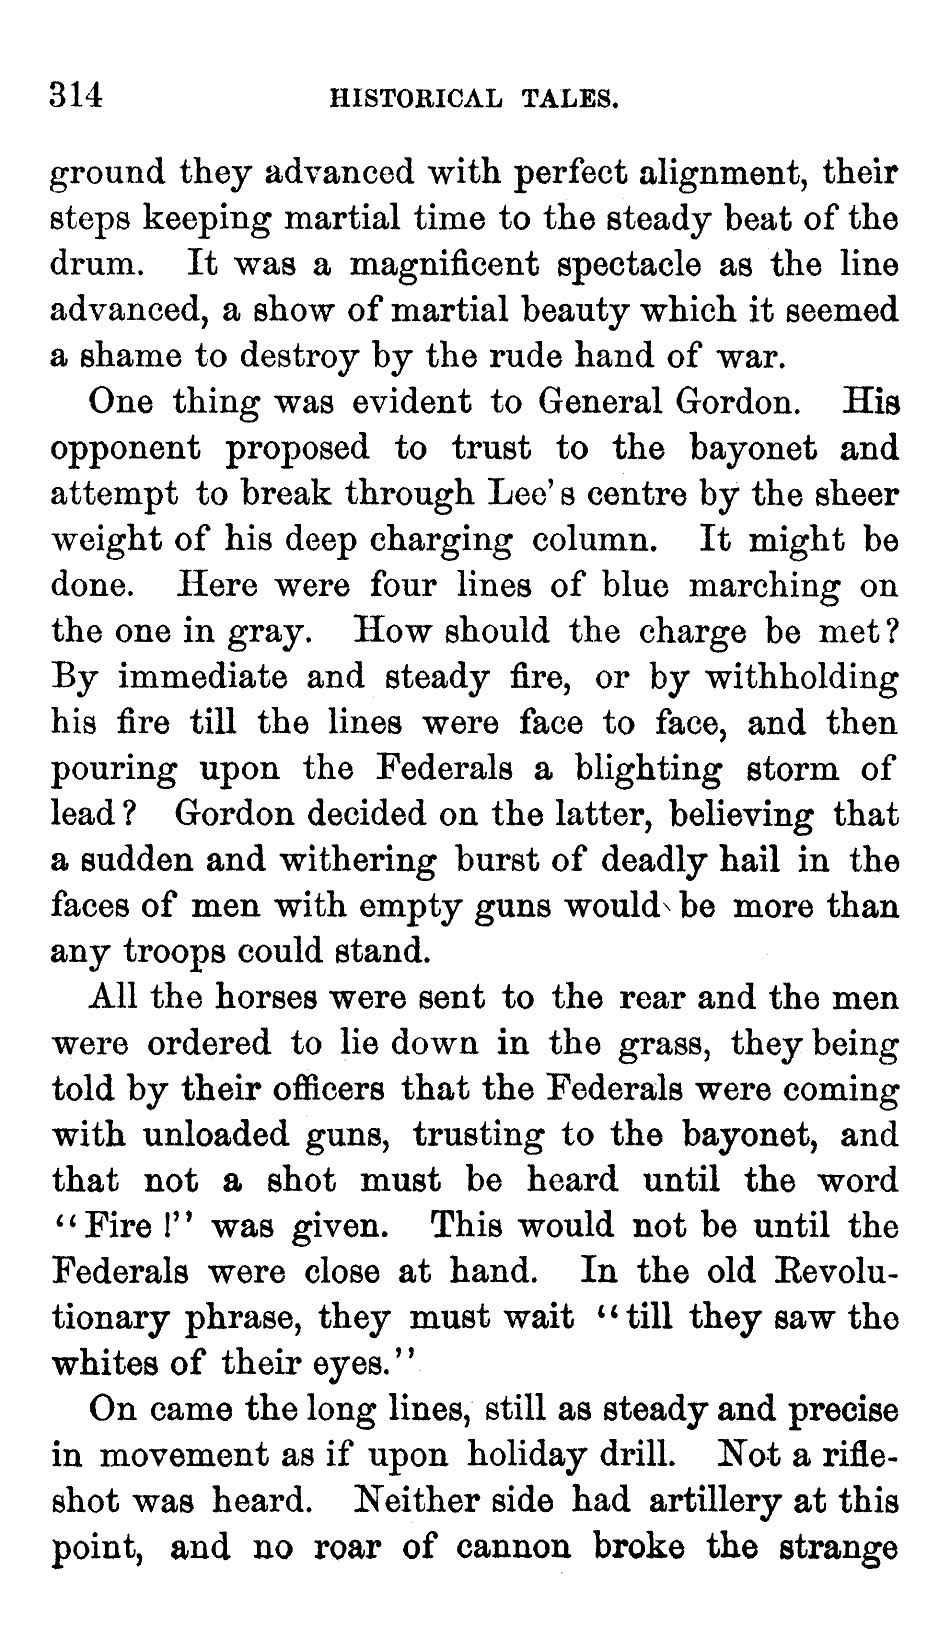 314 HISTORICAL TALES.
ground they advanced with perfect alignment, their
steps keeping martial time to the steady beat of the
drum. It was a magnificent spectacle as the line
advanced, a show of martial beauty which it seemed
a shame to destroy by the rude hand of war.
One thing was evident to General Gordon. His
opponent proposed to trust to the bayonet and
attempt to break through Lee's centre by the sheer
weight of his deep charging column. It might be
done. Here were four lines of blue marching on
the one in gray. How should the charge be met?
By immediate and steady fire, or by withholding
his fire till the lines were face to face, and then
pouring upon the Federals a blighting storm of
lead? Gordon decided on the latter, believing that
a sudden and withering burst of deadly hail in the
faces of men with empty guns would be more than
any troops could stand.
All the horses were sent to the rear and the men
were ordered to lie down in the grass, they being
told by their officers that the Federals were coming
with unloaded guns, trusting to the bayonet, and
that not a shot must be heard until the word
"Fire!" was given. This would not be until the
Federals were close at hand. In the old Revolu-
tionary phrase, they must wait "till they saw the
whites of their eyes."
On came the long lines, still as steady and precise
in movement as if upon holiday drill. Not a rifle-
shot was heard. Neither side had artillery at this
point, and no roar of cannon broke the strange